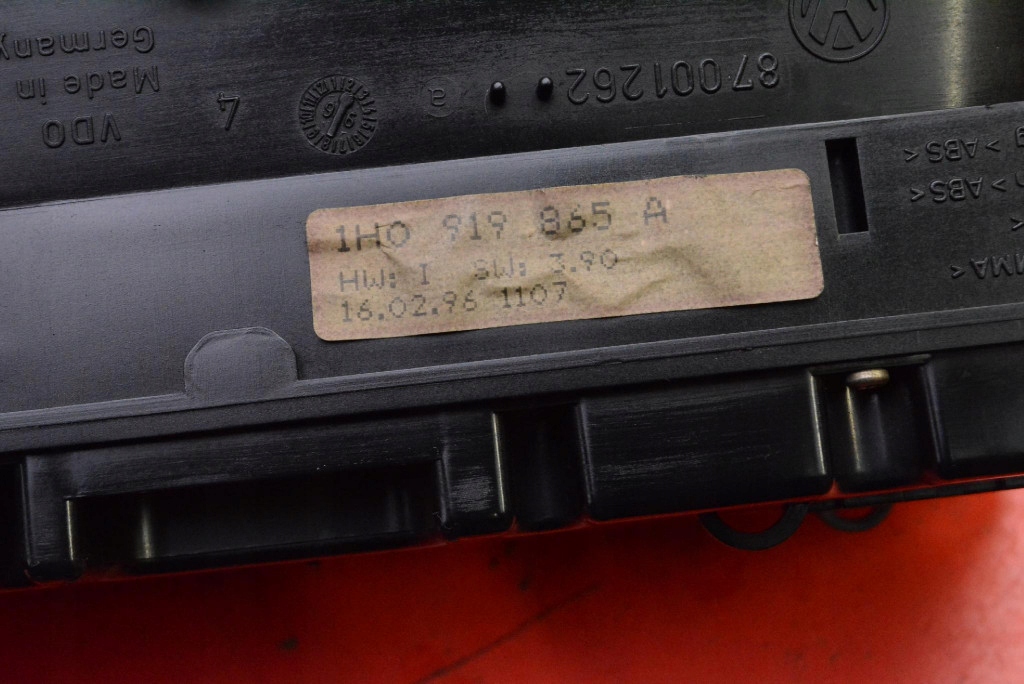 1H0 919 865 A
HW: I SW: 3.90
16.02.96 1107
87001262
a
4
VDO
Made in
Germany
> ABS <
> ABS <
<
MMA <